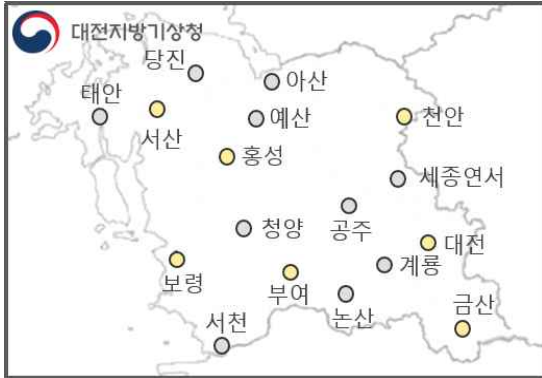 대전지방기상청
당진
아산
태안
서산
예산
천안
홍성
세종연서
청양
공주
대전
계룡
보령
부여
논산
금산
서천